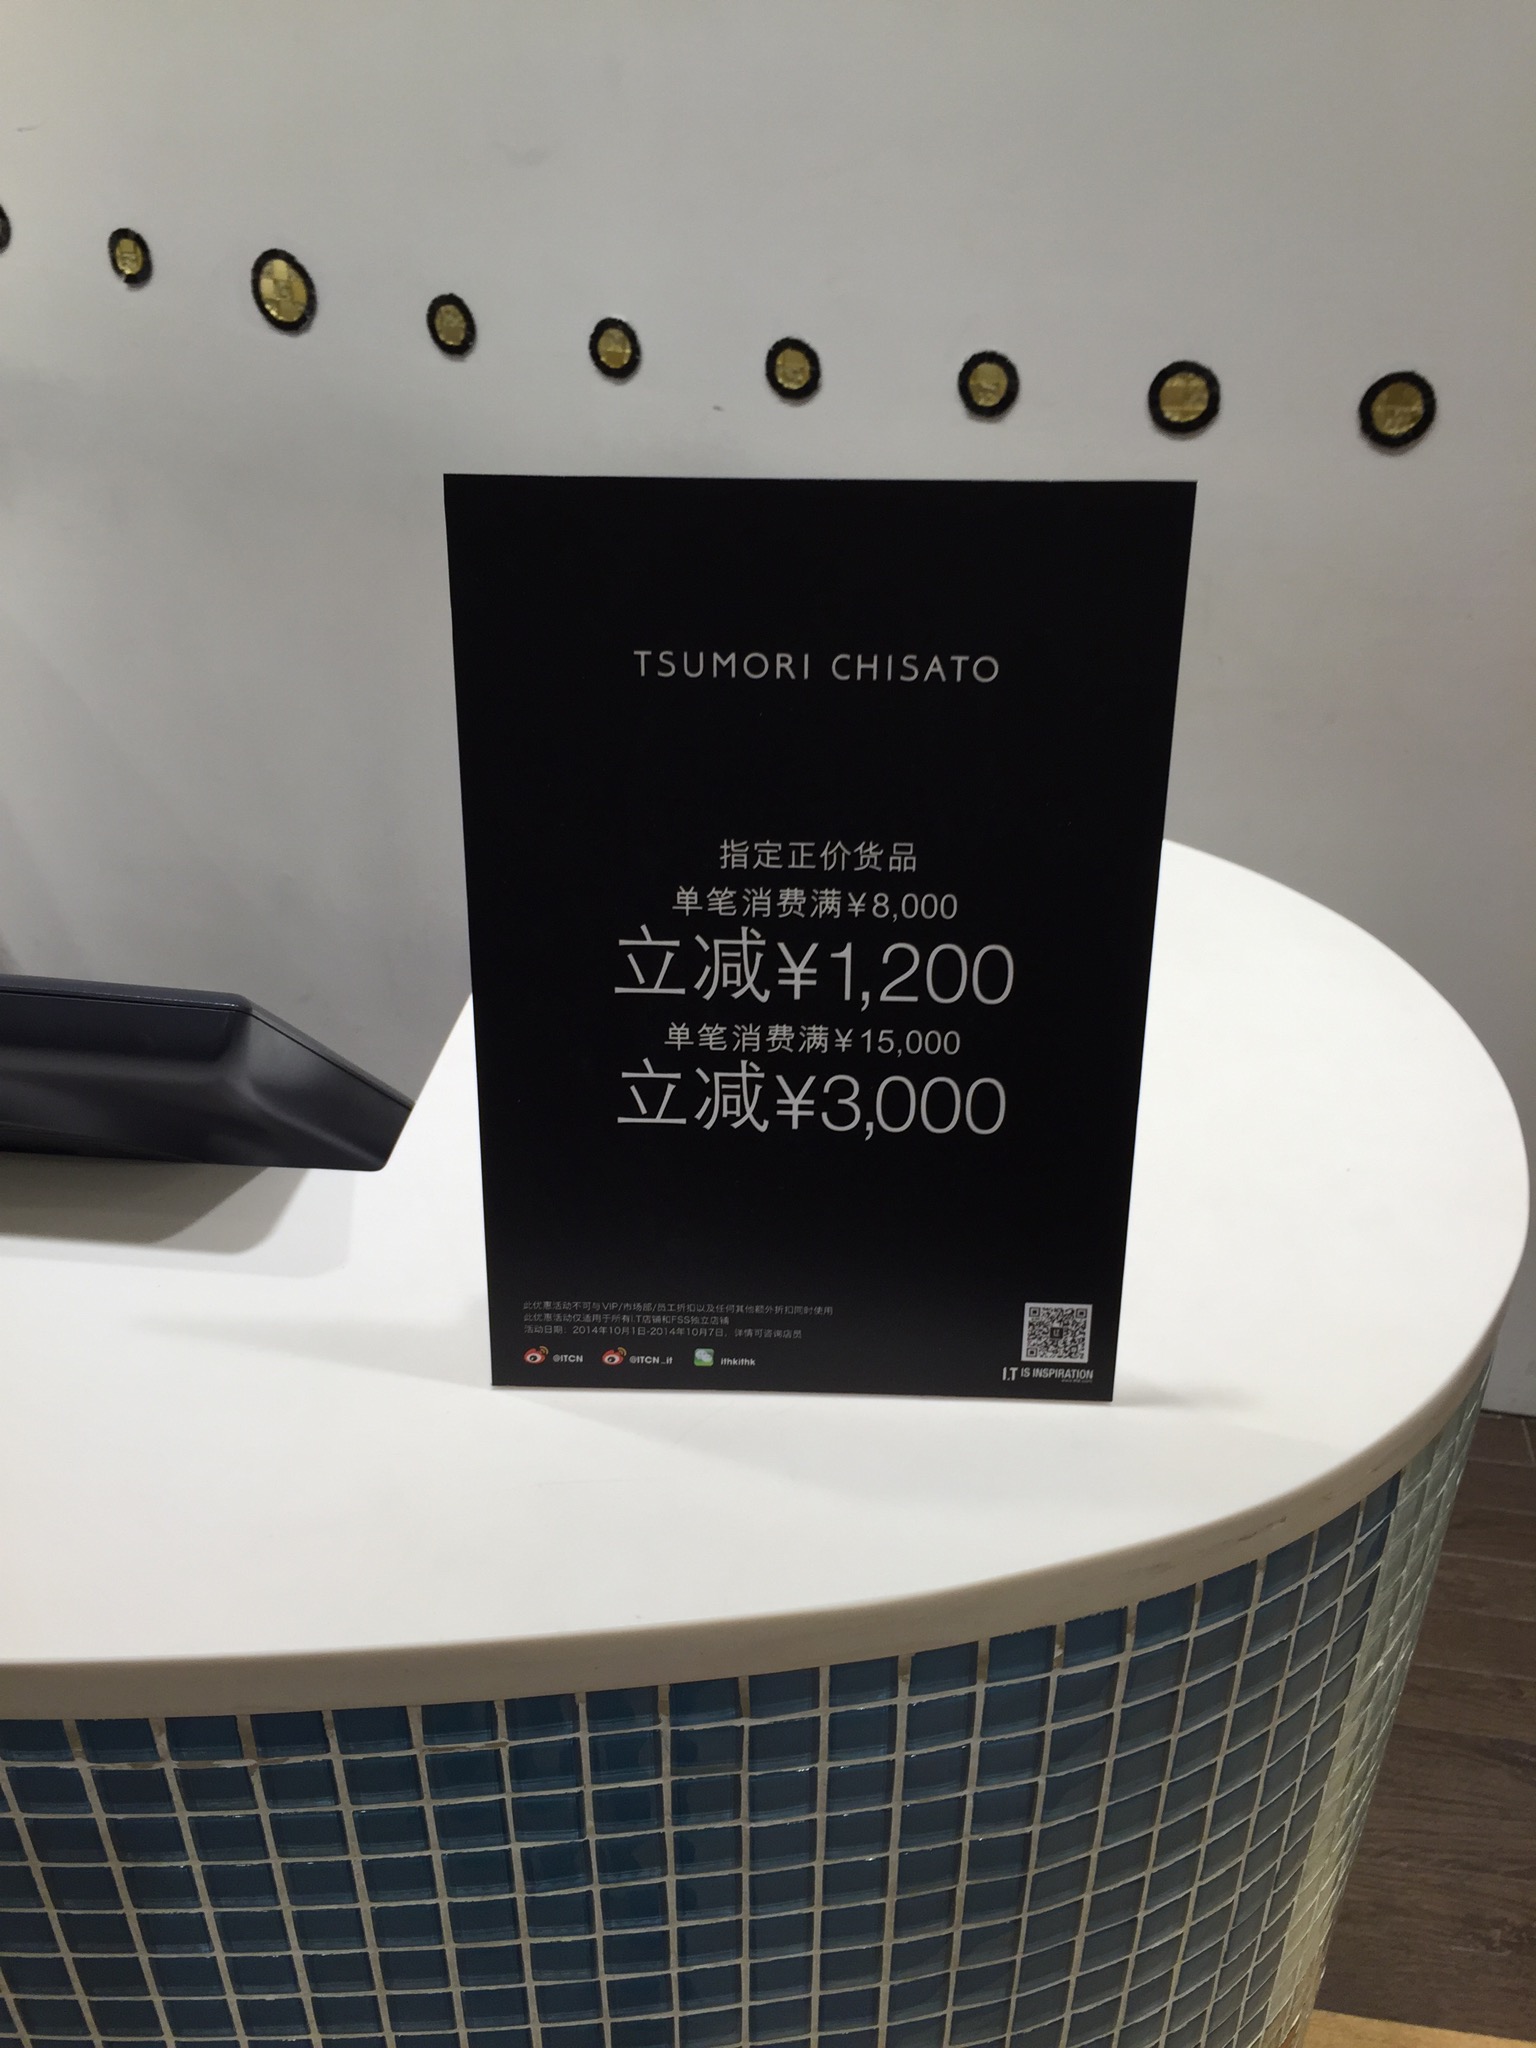 TSUMORI CHISATO
指定正价货品
单笔消费满¥8,000
立减¥1,200
单笔消费满¥15,000
立减¥3,000
此优惠活动不可与VIP/市场部/员工折扣以及任何其他额外折扣同时使用
此优惠活动仅适用于所有I.T店铺和FSS独立店铺
活动日期：2014年10月1日-2014年10月7日，详情可咨询店员
@ITCN @ITCN_it ithkithk
I.T IS INSPIRATION